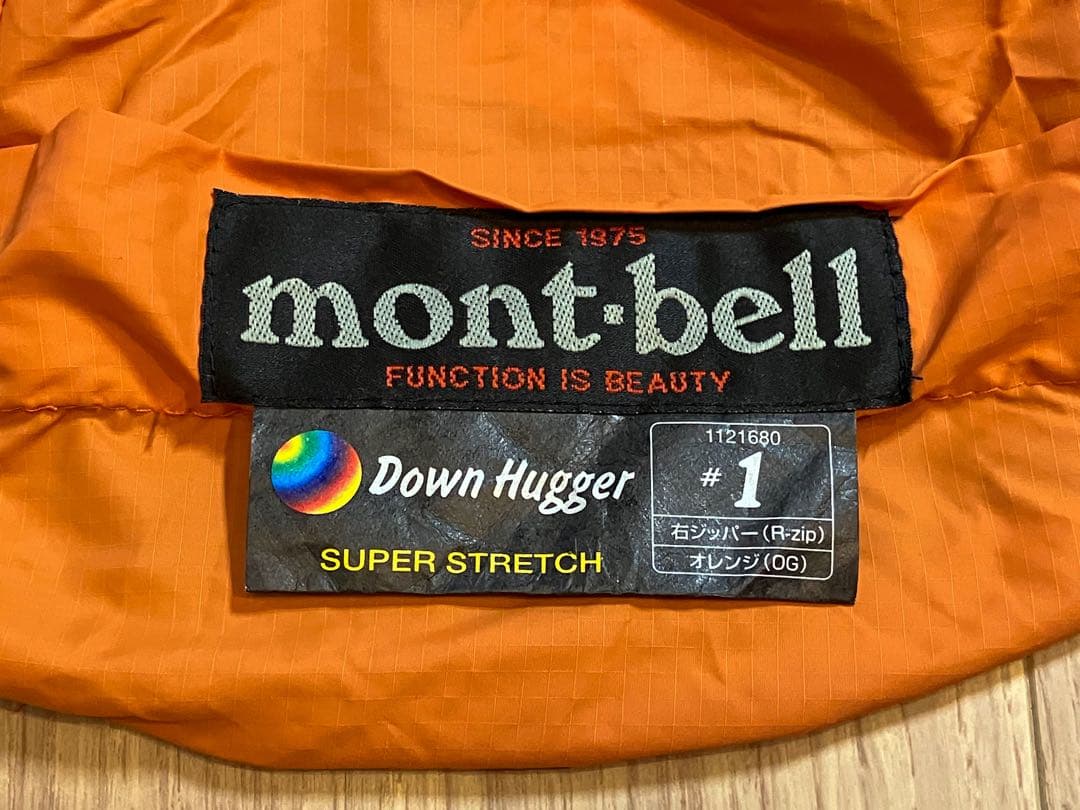 SINCE 1975
mont-bell
FUNCTION IS BEAUTY
Down Hugger
SUPER STRETCH
1121680
#1
右ジッパー(R-zip)
オレンジ(OG)